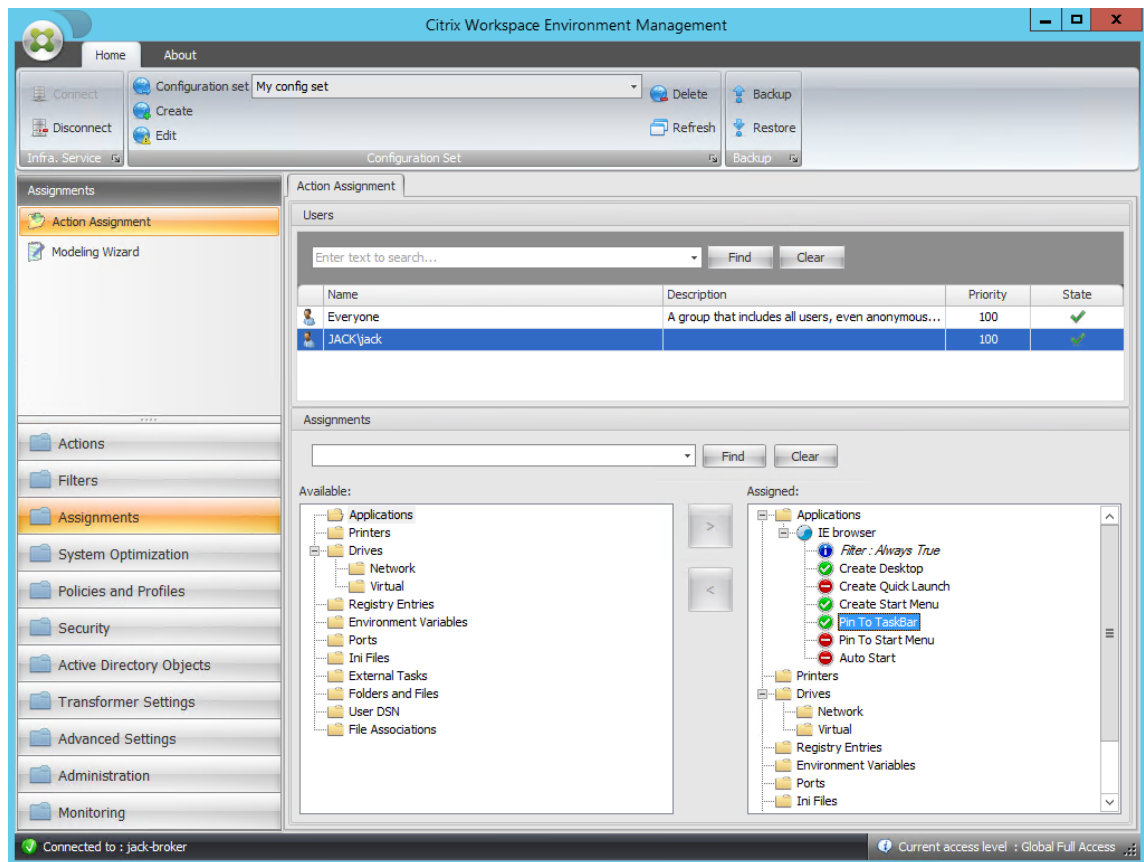 Citrix Workspace Environment Management
Home About
Connect
Disconnect
Infra. Service
Configuration set My config set
Create
Edit
Delete
Refresh
Configuration Set
Backup
Restore
Backup
Assignments
Action Assignment
Modeling Wizard
Actions
Filters
Assignments
System Optimization
Policies and Profiles
Security
Active Directory Objects
Transformer Settings
Advanced Settings
Administration
Monitoring
Action Assignment
Users
Enter text to search... Find Clear
Name Description Priority State
Everyone A group that includes all users, even anonymous... 100
JACK\jack 100
Assignments
Find Clear
Available:
Applications
Printers
Drives
Network
Virtual
Registry Entries
Environment Variables
Ports
Ini Files
External Tasks
Folders and Files
User DSN
File Associations
>
<
Assigned:
Applications
IE browser
Filter : Always True
Create Desktop
Create Quick Launch
Create Start Menu
Pin To TaskBar
Pin To Start Menu
Auto Start
Printers
Drives
Network
Virtual
Registry Entries
Environment Variables
Ports
Ini Files
Connected to : jack-broker
Current access level : Global Full Access